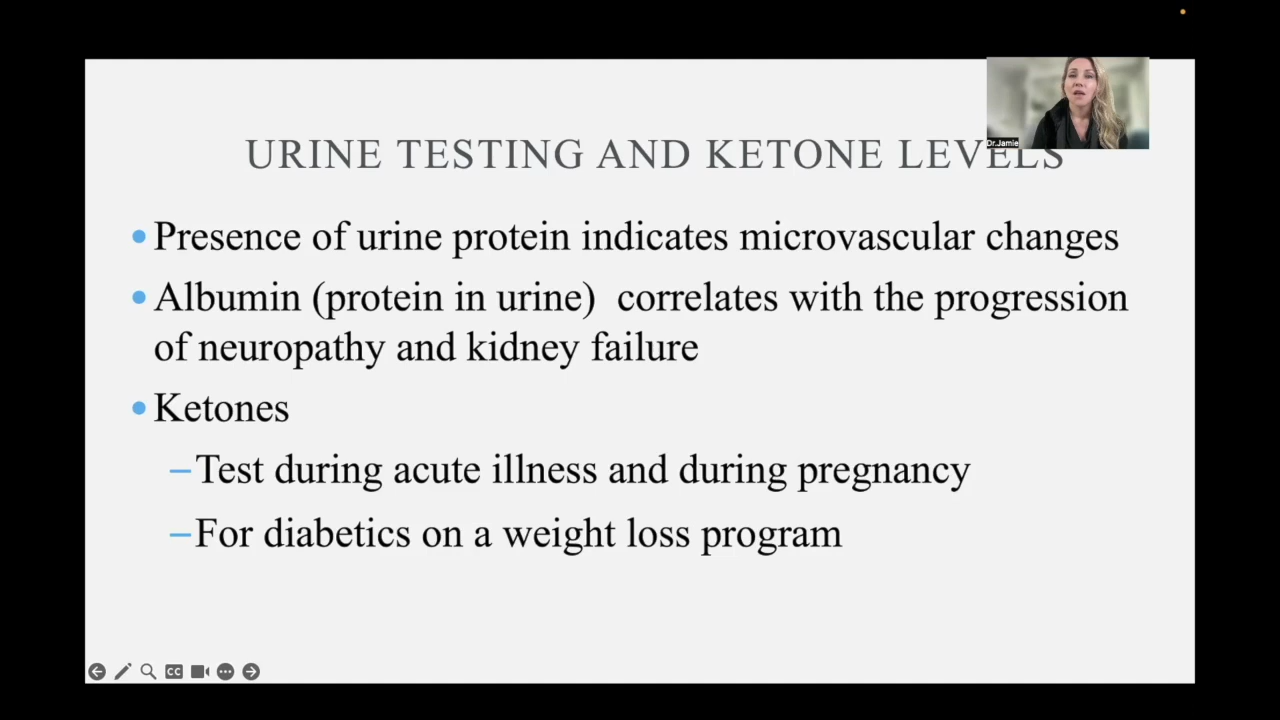 Dr.Jamie
URINE TESTING AND KETONE LEVELS
• Presence of urine protein indicates microvascular changes
• Albumin (protein in urine)  correlates with the progression
of neuropathy and kidney failure
• Ketones
– Test during acute illness and during pregnancy
– For diabetics on a weight loss program
CC